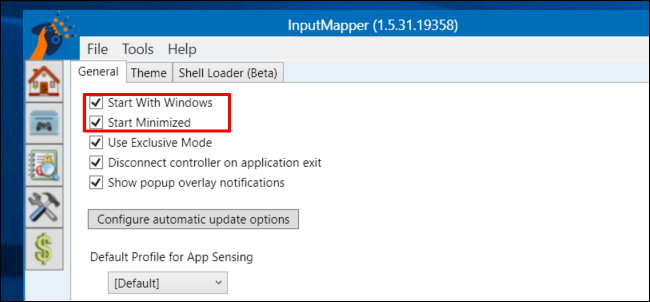 InputMapper (1.5.31.19358)
File Tools Help
General Theme Shell Loader (Beta)
Start With Windows
Start Minimized
Use Exclusive Mode
Disconnect controller on application exit
Show popup overlay notifications
Configure automatic update options
Default Profile for App Sensing
[Default]